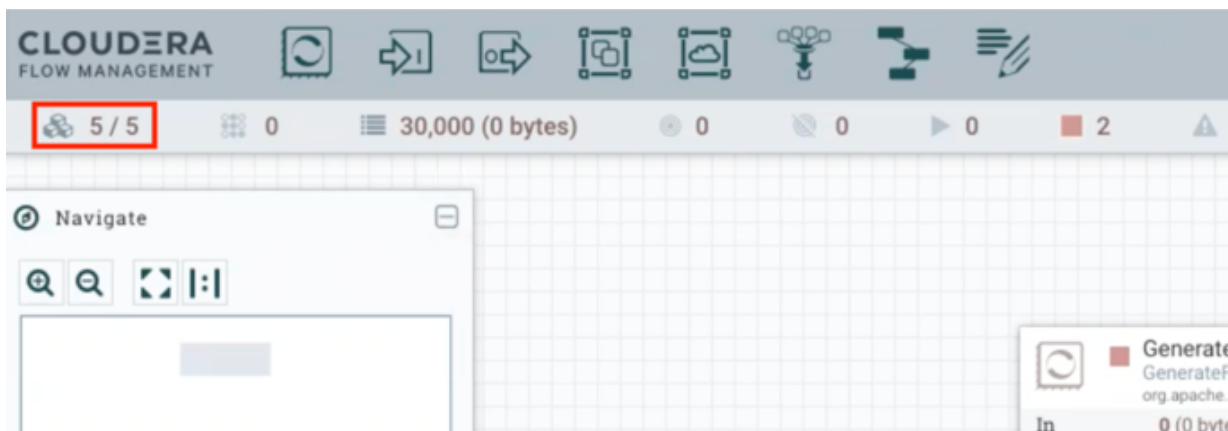 CLOUDERA
FLOW MANAGEMENT
5 / 5 0 30,000 (0 bytes) 0 0 0 2
Navigate
Generate
GenerateF
org.apache.
In 0 (0 byte